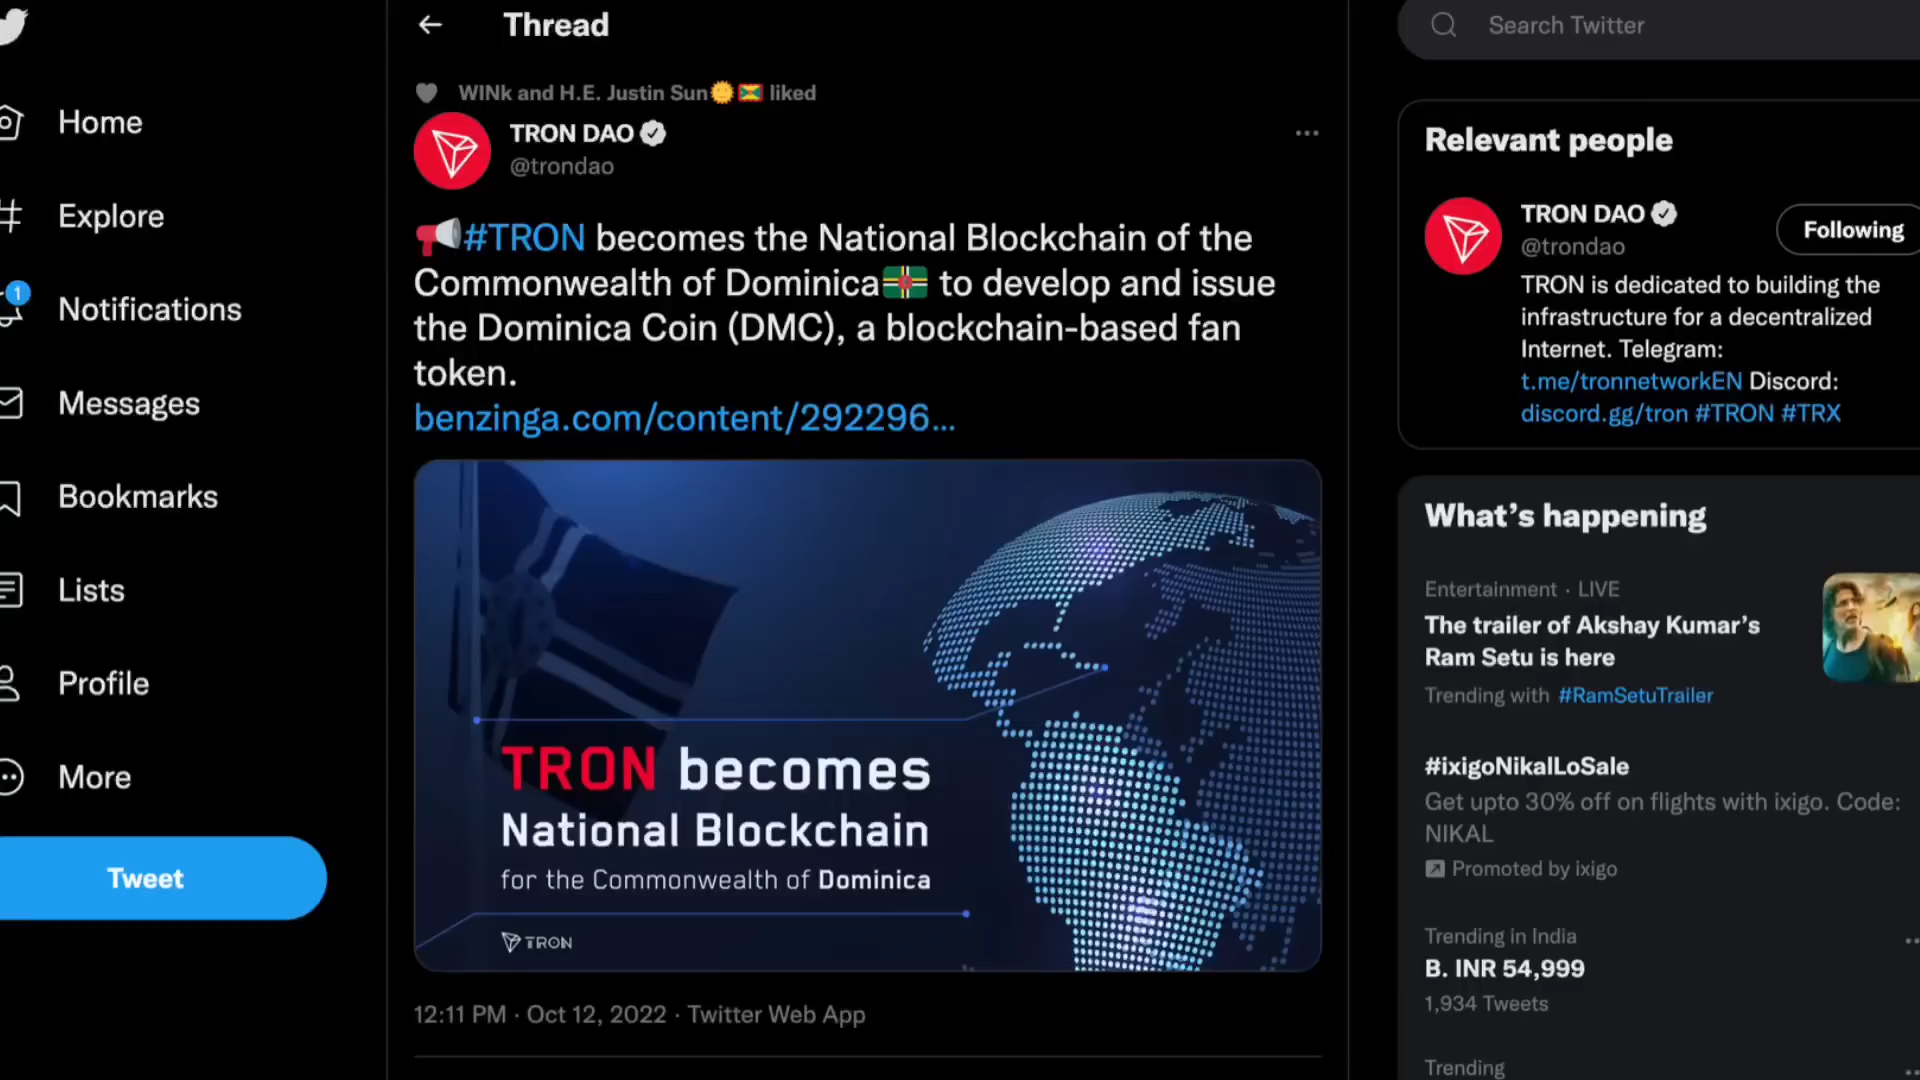 Thread
Search Twitter
WINk and H.E. Justin Sun🌞🇬🇩 liked
TRON DAO
@trondao
Home
Explore
1
Notifications
Messages
Bookmarks
Lists
Profile
More
Tweet
📢#TRON becomes the National Blockchain of the
Commonwealth of Dominica🇩🇲 to develop and issue
the Dominica Coin (DMC), a blockchain-based fan
token.
benzinga.com/content/292296…
TRON becomes
National Blockchain
for the Commonwealth of Dominica
TRON
12:11 PM · Oct 12, 2022 · Twitter Web App
Relevant people
TRON DAO
@trondao
Following
TRON is dedicated to building the
infrastructure for a decentralized
Internet. Telegram:
t.me/tronnetworkEN Discord:
discord.gg/tron #TRON #TRX
What's happening
Entertainment · LIVE
The trailer of Akshay Kumar's
Ram Setu is here
Trending with #RamSetuTrailer
#ixigoNikalLoSale
Get upto 30% off on flights with ixigo. Code:
NIKAL
Promoted by ixigo
Trending in India
B. INR 54,999
1,934 Tweets
Trending